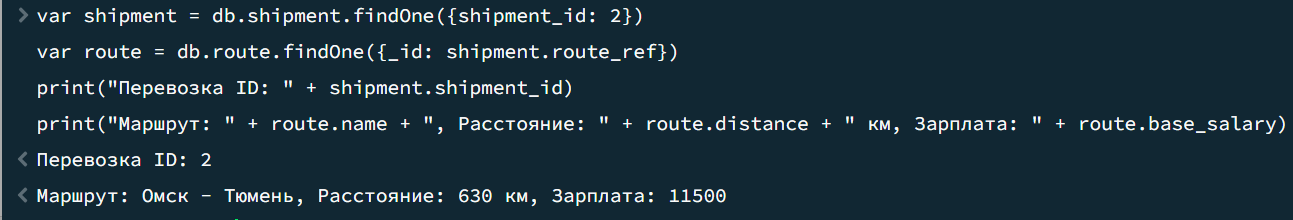 > var shipment = db.shipment.findOne({shipment_id: 2})
var route = db.route.findOne({_id: shipment.route_ref})
print("Перевозка ID: " + shipment.shipment_id)
print("Маршрут: " + route.name + ", Расстояние: " + route.distance + " км, Зарплата: " + route.base_salary)
< Перевозка ID: 2
< Маршрут: Омск – Тюмень, Расстояние: 630 км, Зарплата: 11500